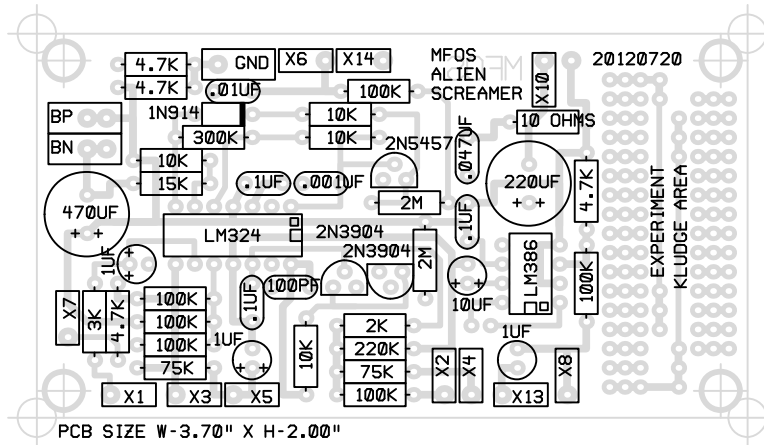 4.7K
4.7K
GND
X6
X14
MFOS
ALIEN
SCREAMER
20120720
X10
.01UF
100K
BP
1N914
10K
10 OHMS
BN
300K
10K
2N5457
.047UF
10K
15K
.1UF
.001UF
220UF
4.7K
470UF
2M
.1UF
EXPERIMENT
KLUDGE AREA
LM324
2N3904
2N3904
2M
LM386
1UF
100PF
100K
10UF
X7
3K
4.7K
100K
100K
100K
75K
.1UF
1UF
10K
2K
220K
75K
100K
1UF
X2
X4
X8
X1
X3
X5
X13
PCB SIZE W-3.70" X H-2.00"